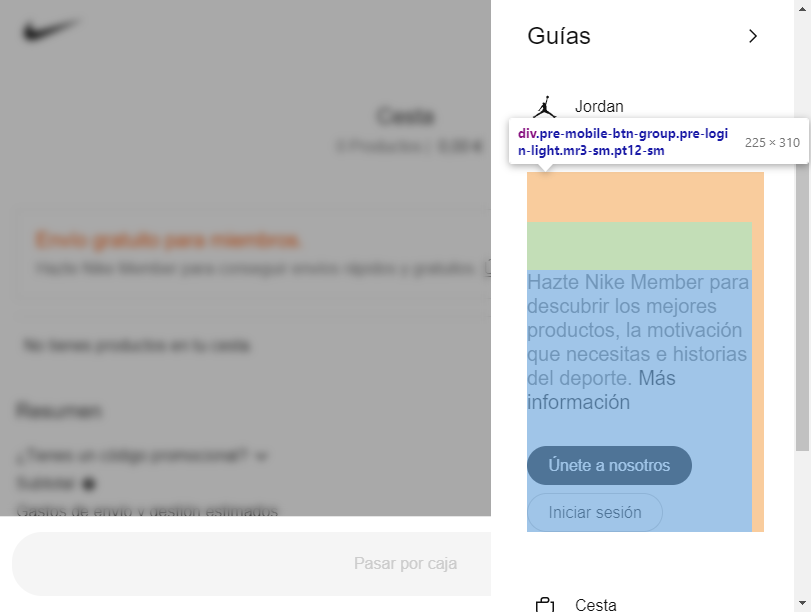 Guías
Jordan
div.pre-mobile-btn-group.pre-logi
n-light.mr3-sm.pt12-sm
225 × 310
Cesta
0 Productos | 0,00 €
Envío gratuito para miembros.
Hazte Nike Member para conseguir envíos rápidos y gratuitos.
No tienes productos en tu cesta.
Resumen
¿Tienes un código promocional?
Subtotal
Gastos de envío y gestión estimados
Pasar por caja
Hazte Nike Member para
descubrir los mejores
productos, la motivación
que necesitas e historias
del deporte. Más
información
Únete a nosotros
Iniciar sesión
Cesta